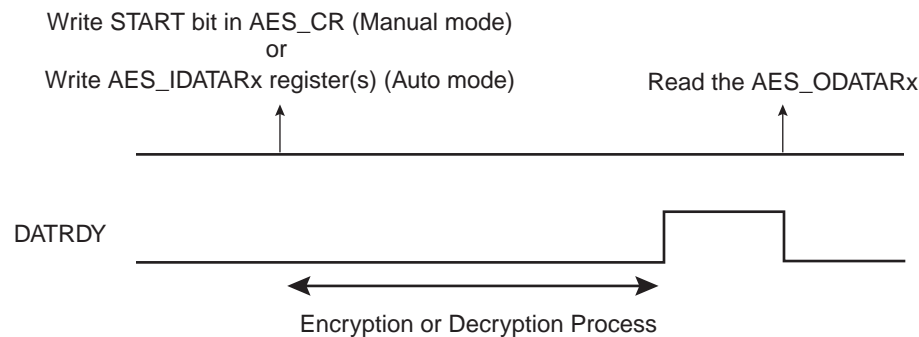 Write START bit in AES_CR (Manual mode)
or
Write AES_IDATARx register(s) (Auto mode)
Read the AES_ODATARx
DATRDY
Encryption or Decryption Process